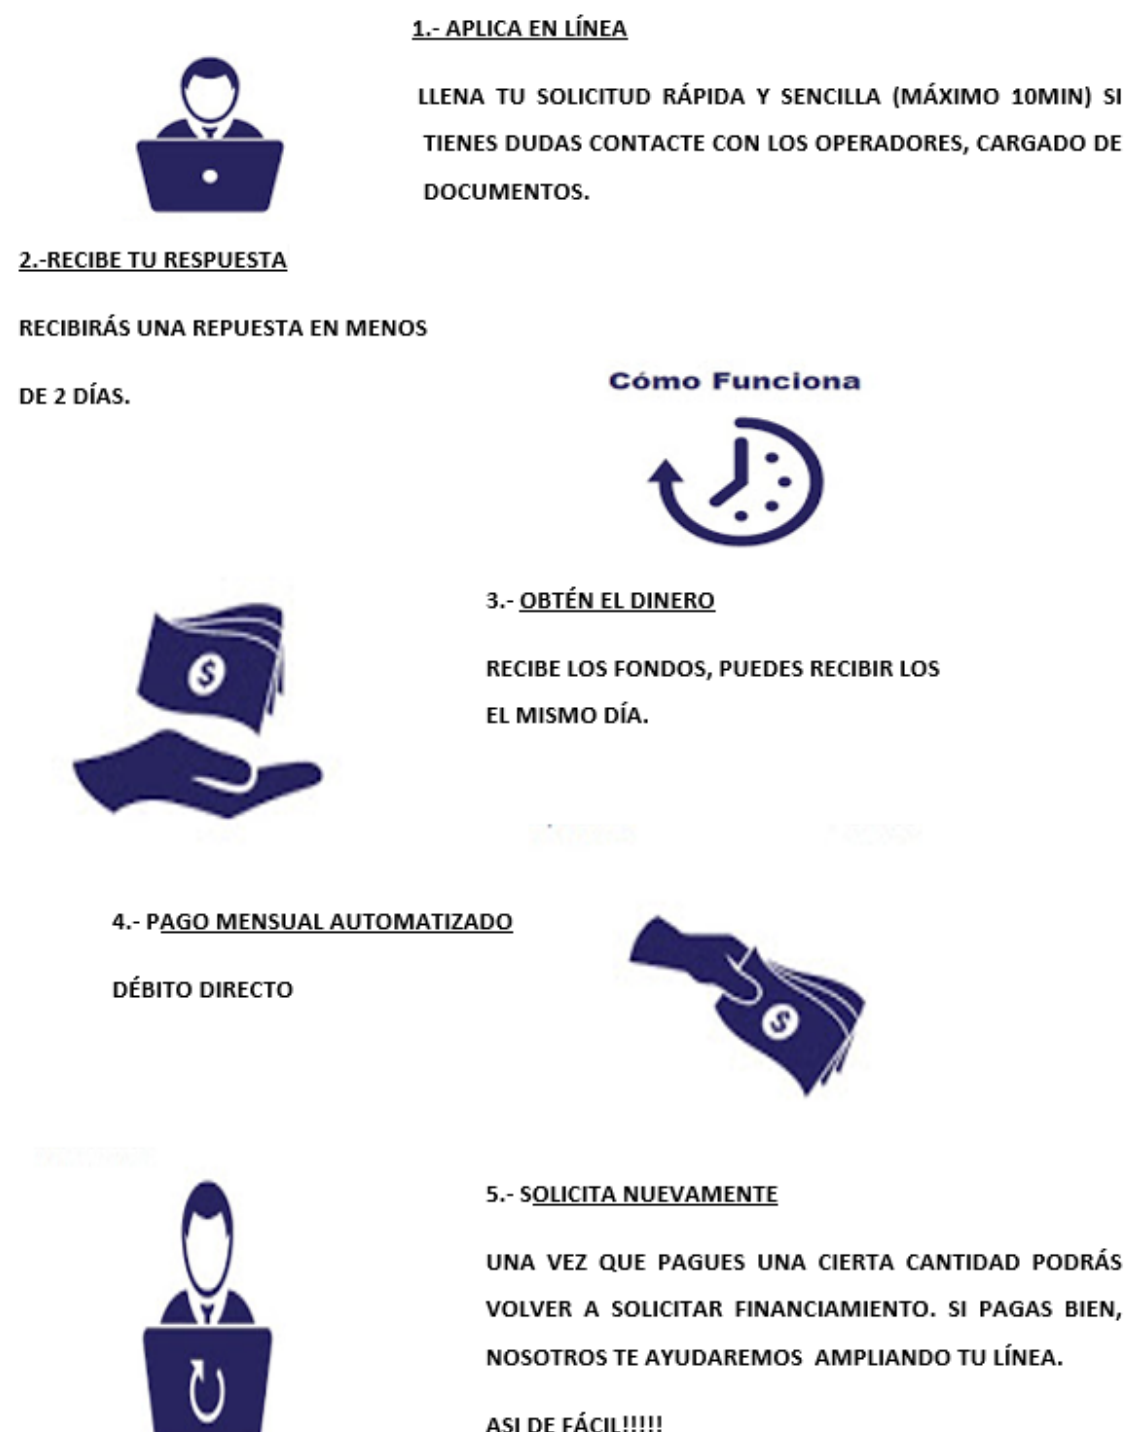 1.- APLICA EN LÍNEA
LLENA TU SOLICITUD RÁPIDA Y SENCILLA (MÁXIMO 10MIN) SI
TIENES DUDAS CONTACTE CON LOS OPERADORES, CARGADO DE
DOCUMENTOS.
2.-RECIBE TU RESPUESTA
RECIBIRÁS UNA REPUESTA EN MENOS
DE 2 DÍAS.
Cómo Funciona
3.- OBTÉN EL DINERO
RECIBE LOS FONDOS, PUEDES RECIBIR LOS
EL MISMO DÍA.
4.- PAGO MENSUAL AUTOMATIZADO
DÉBITO DIRECTO
5.- SOLICITA NUEVAMENTE
UNA VEZ QUE PAGUES UNA CIERTA CANTIDAD PODRÁS
VOLVER A SOLICITAR FINANCIAMIENTO. SI PAGAS BIEN,
NOSOTROS TE AYUDAREMOS AMPLIANDO TU LÍNEA.
ASI DE FÁCIL!!!!!